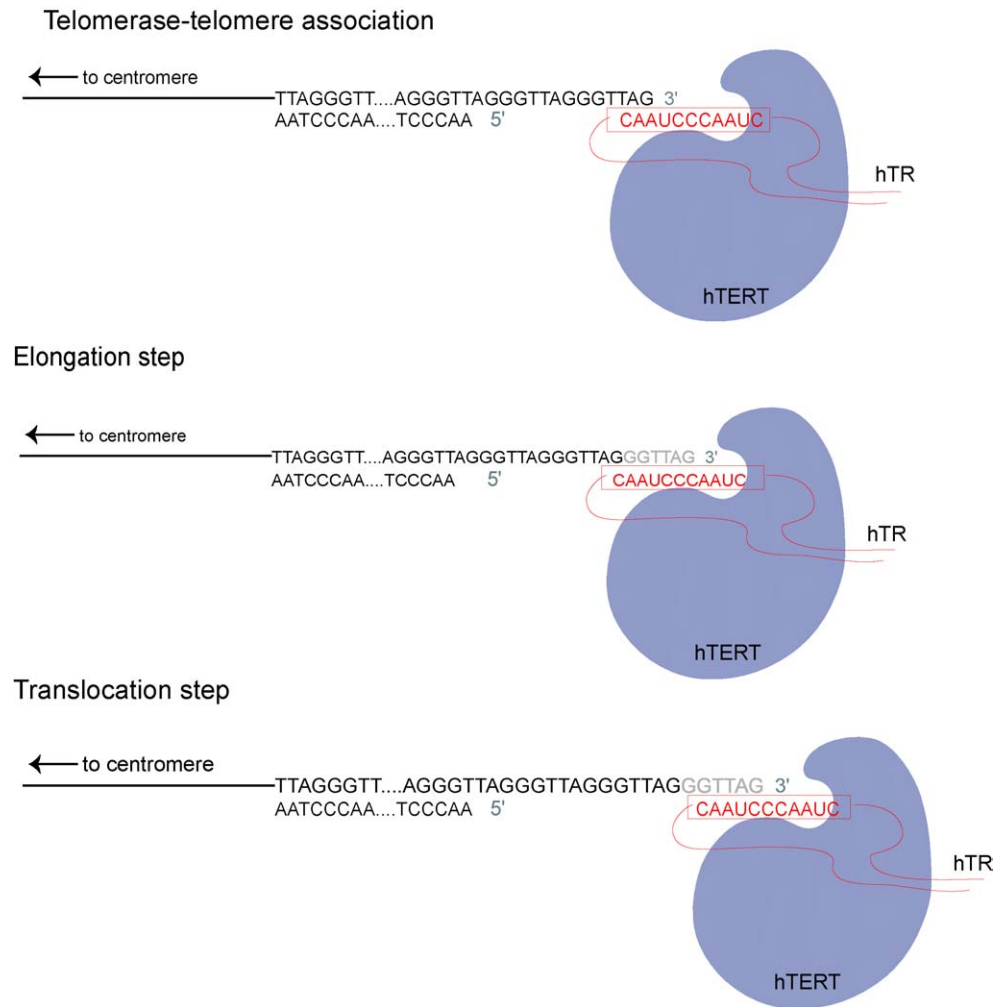 Telomerase-telomere association
to centromere
TTAGGGTT....AGGGTTAGGGTTAGGGTTAG 3'
AATCCCAA....TCCCAA 5'
CAAUCCCAAUC
hTR
hTERT
Elongation step
to centromere
TTAGGGTT....AGGGTTAGGGTTAGGGTTAGGGTTAG 3'
AATCCCAA....TCCCAA 5'
CAAUCCCAAUC
hTR
hTERT
Translocation step
to centromere
TTAGGGTT....AGGGTTAGGGTTAGGGTTAGGGTTAG 3'
AATCCCAA....TCCCAA 5'
CAAUCCCAAUC
hTR
hTERT